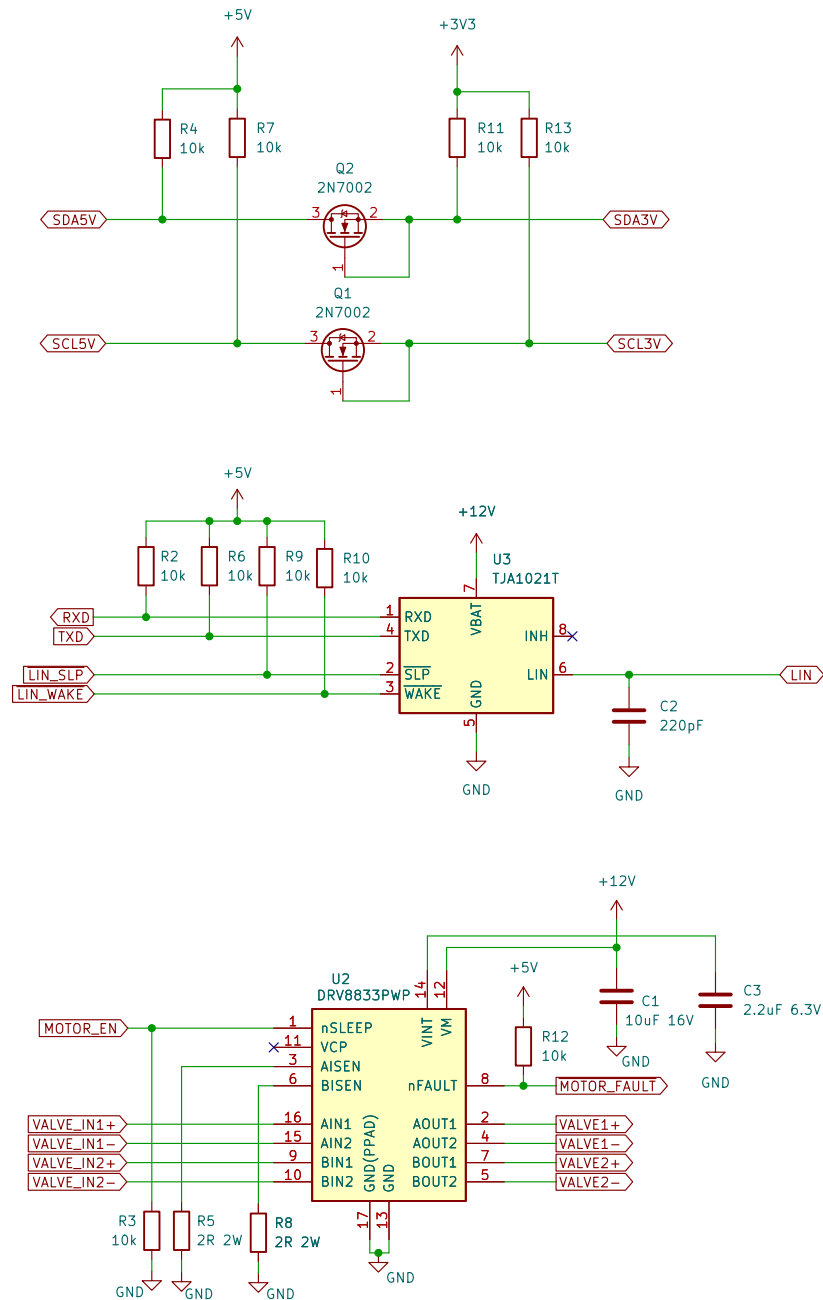 +5V
+3V3
R4
10k
R7
10k
R11
10k
R13
10k
Q2
2N7002
SDA5V
3
2
SDA3V
1
Q1
2N7002
SCL5V
3
2
SCL3V
1
+5V
+12V
R2
10k
R6
10k
R9
10k
R10
10k
U3
TJA1021T
7
VBAT
RXD
1
RXD
TXD
4
TXD
INH
8
LIN_SLP
2
SLP
LIN
6
LIN
LIN_WAKE
3
WAKE
GND
5
C2
220pF
GND
GND
+12V
+5V
U2
DRV8833PWP
14
12
VINT
VM
C1
10uF 16V
C3
2.2uF 6.3V
GND
GND
R12
10k
MOTOR_EN
1
nSLEEP
11
VCP
3
AISEN
6
BISEN
nFAULT
8
MOTOR_FAULT
VALVE_IN1+
16
AIN1
AOUT1
2
VALVE1+
VALVE_IN1-
15
AIN2
AOUT2
4
VALVE1-
VALVE_IN2+
9
BIN1
BOUT1
7
VALVE2+
VALVE_IN2-
10
BIN2
BOUT2
5
VALVE2-
GND(PPAD)
GND
17
13
R3
10k
R5
2R 2W
R8
2R 2W
GND
GND
GND
GND